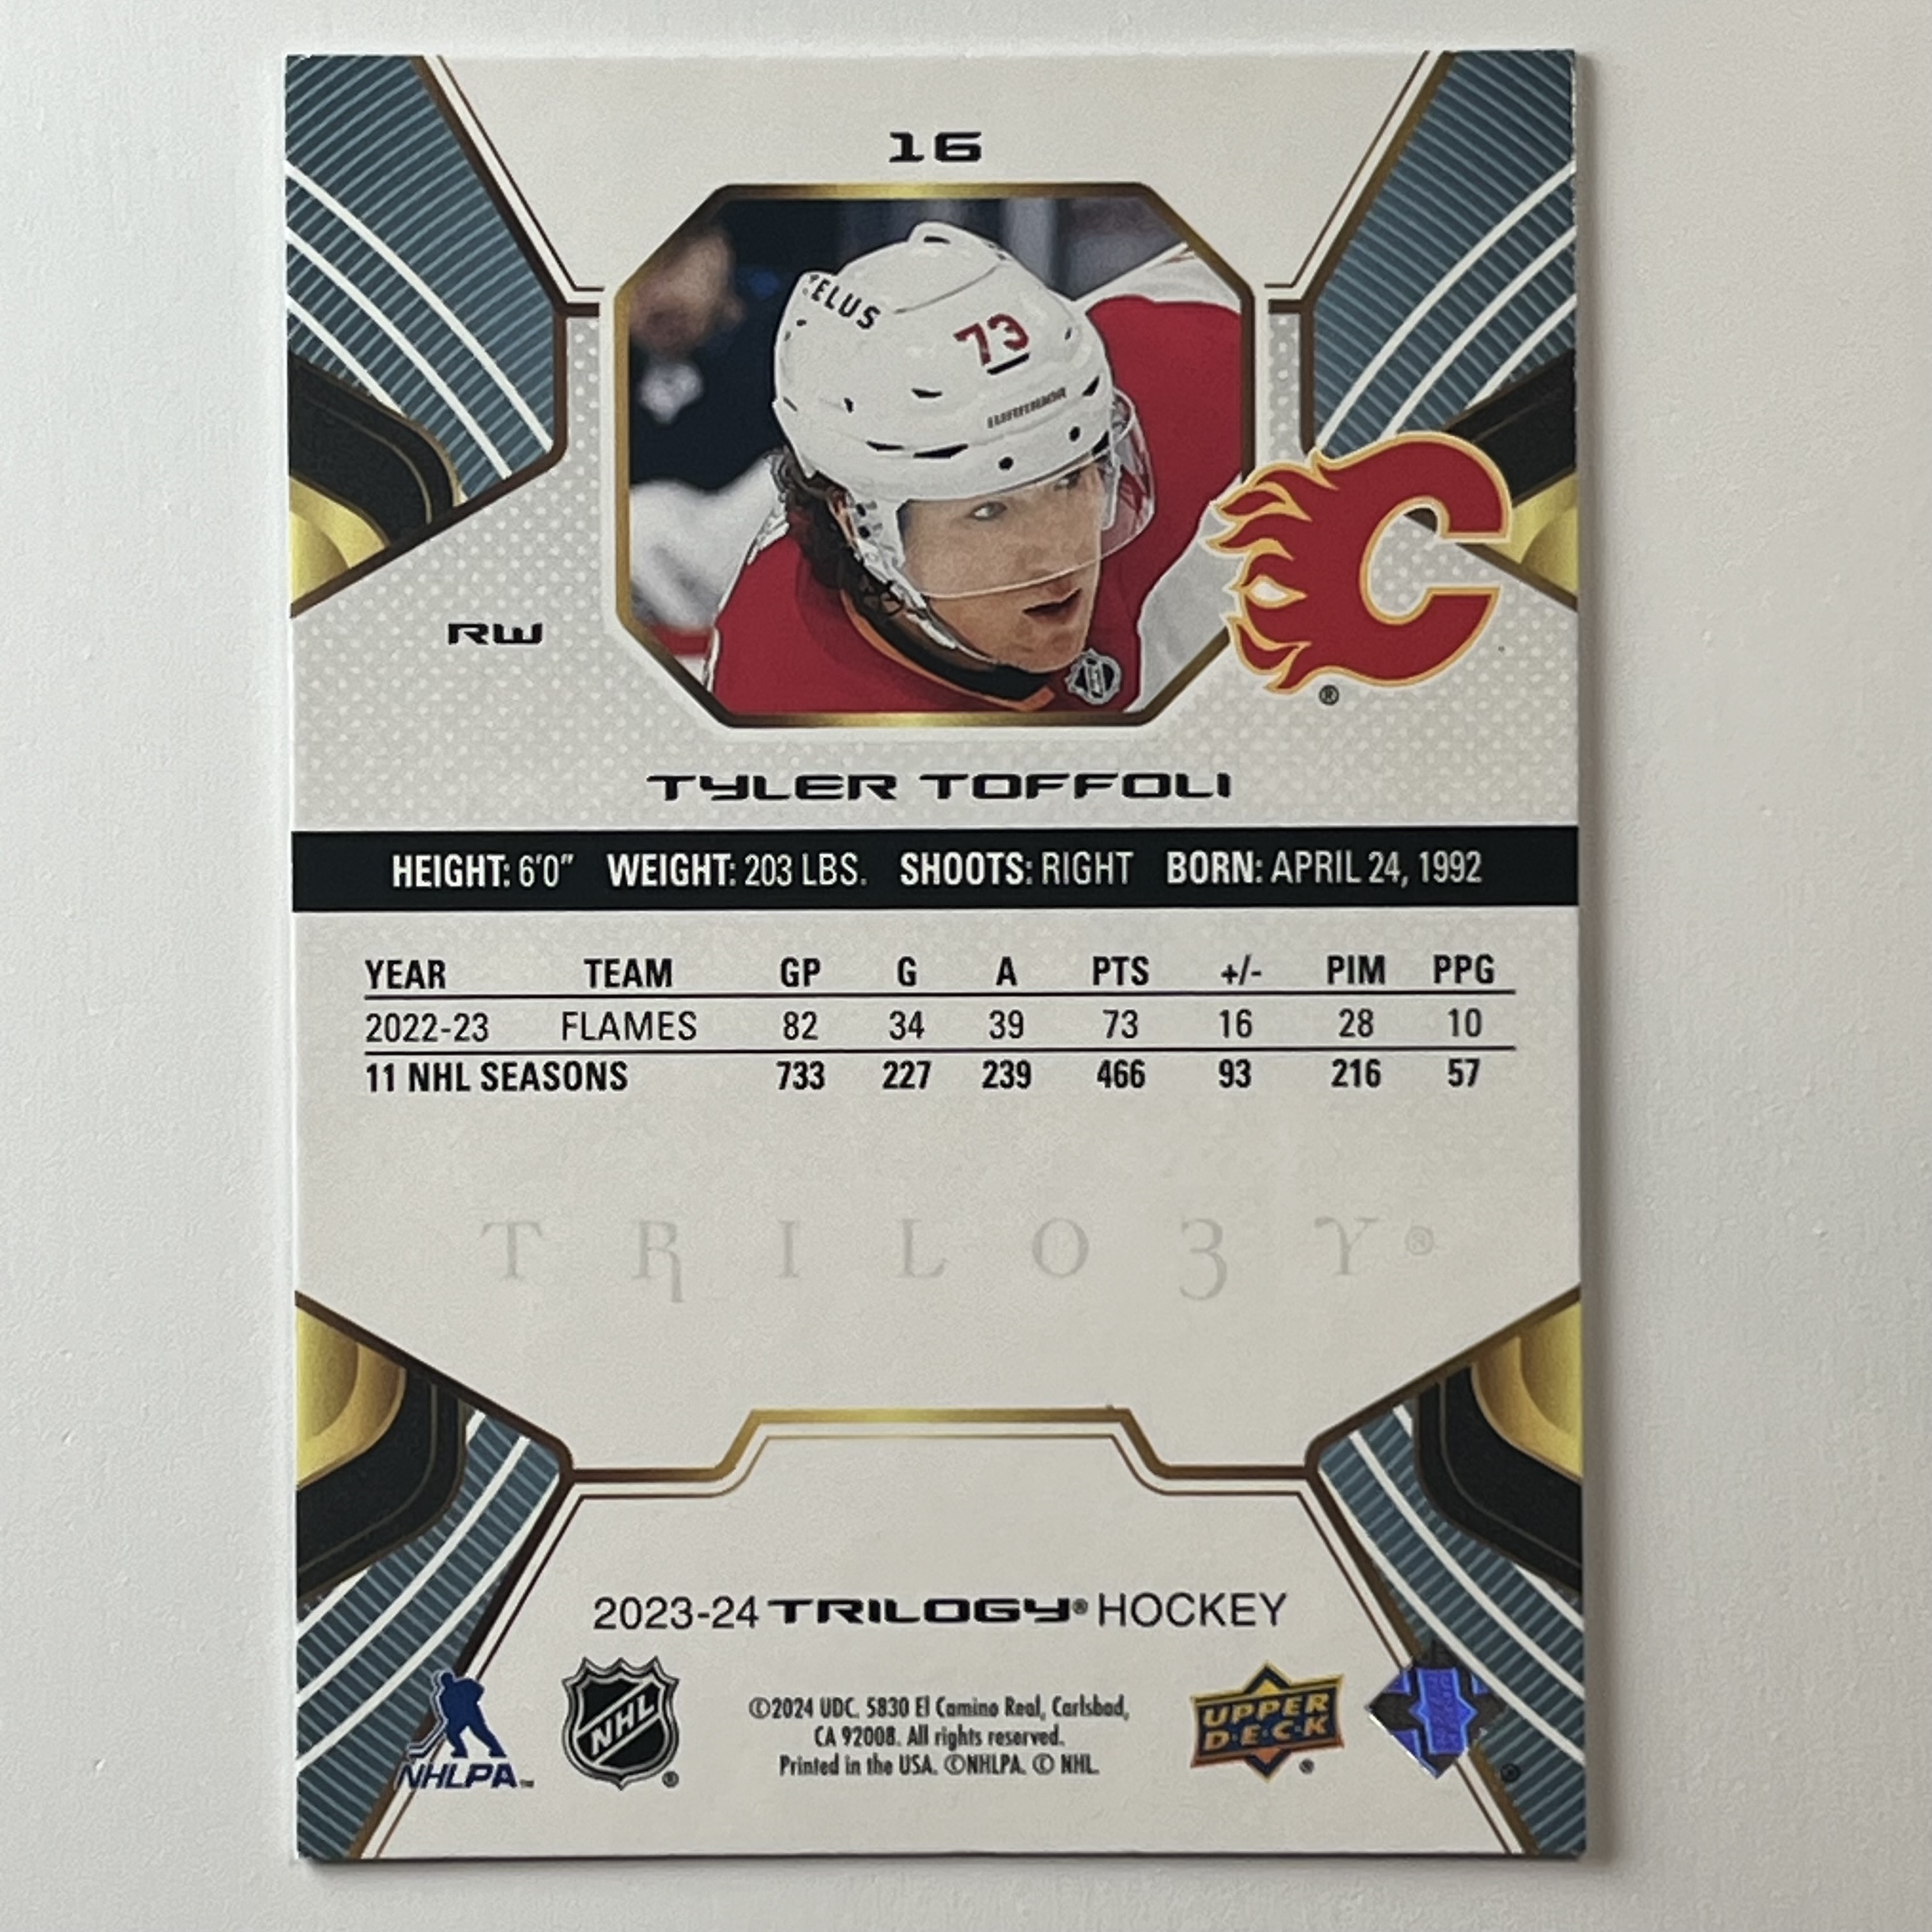 16
TELUS
73
WARRIOR
RW
®
TYLER TOFFOLI
HEIGHT: 6'0" WEIGHT: 203 LBS. SHOOTS: RIGHT BORN: APRIL 24, 1992
YEAR TEAM GP G A PTS +/- PIM PPG
2022-23 FLAMES 82 34 39 73 16 28 10
11 NHL SEASONS 733 227 239 466 93 216 57
TRILO3Y®
2023-24 TRILOGY® HOCKEY
NHLPA™
NHL ®
©2024 UDC. 5830 El Camino Real, Carlsbad,
CA 92008. All rights reserved.
Printed in the USA. ©NHLPA. © NHL.
UPPER
D·E·C·K ®
®